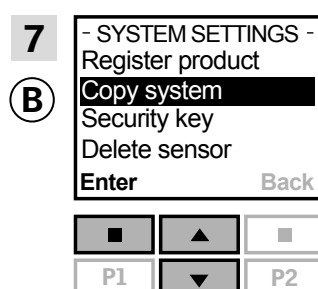 7
B
- SYSTEM SETTINGS -
Register product
Copy system
Security key
Delete sensor
Enter Back
P1 P2